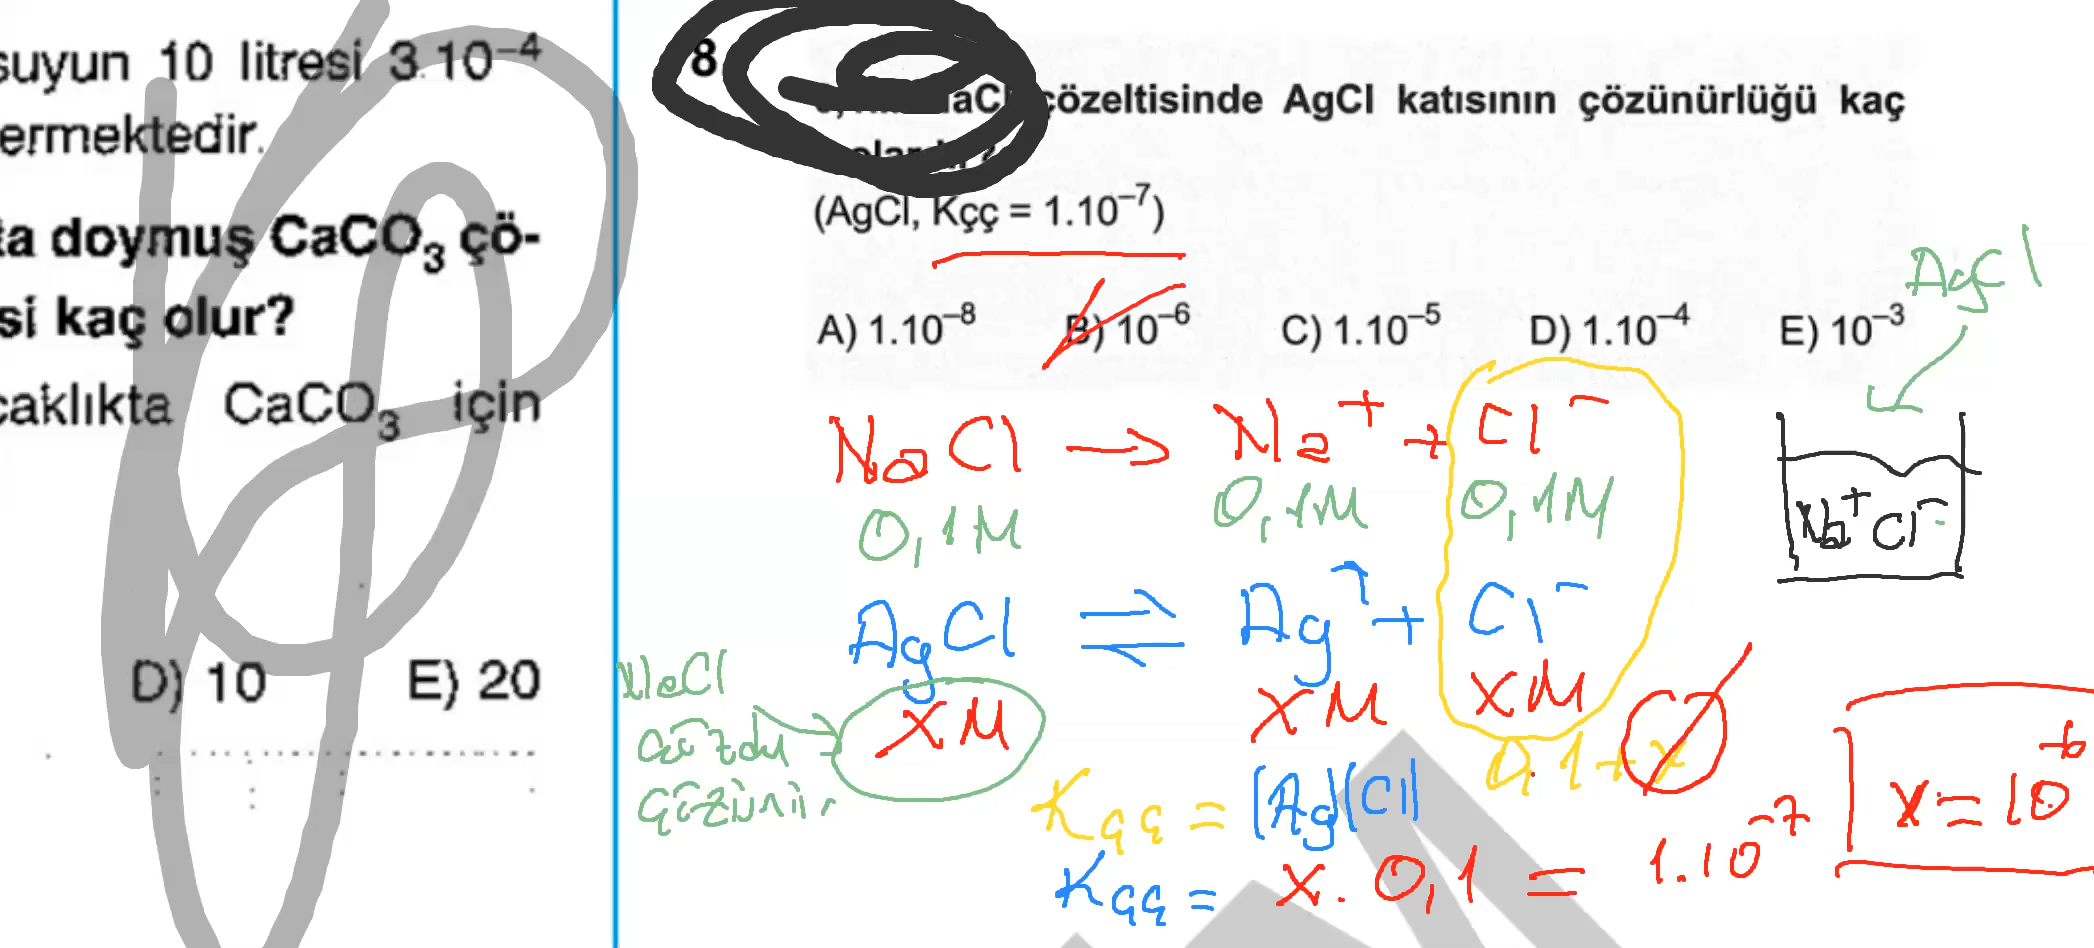 suyun 10 litresi 3.10⁻⁴
ermektedir.
ta doymuş CaCO₃ çö-
si kaç olur?
caklıkta CaCO₃ için
D) 10 E) 20
8
aCl çözeltisinde AgCl katısının çözünürlüğü kaç
(AgCl, Kçç = 1.10⁻⁷)
A) 1.10⁻⁸ B) 10⁻⁶ C) 1.10⁻⁵ D) 1.10⁻⁴ E) 10⁻³
AgCl
NaCl → Na⁺ + Cl⁻
0,1M 0,1M 0,1M
Na⁺ Cl⁻
AgCl ⇌ Ag⁺ + Cl⁻
XM XM XM
NaCl
çözünür
0,1+x
Kçç = [Ag][Cl]
Kçç = X. 0,1 = 1.10⁻⁷
x = 10⁻⁶